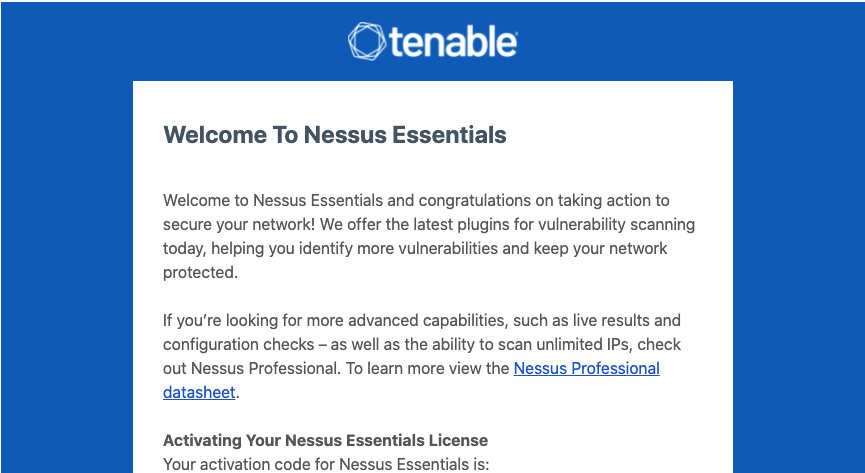 tenable
Welcome To Nessus Essentials
Welcome to Nessus Essentials and congratulations on taking action to
secure your network! We offer the latest plugins for vulnerability scanning
today, helping you identify more vulnerabilities and keep your network
protected.
If you’re looking for more advanced capabilities, such as live results and
configuration checks – as well as the ability to scan unlimited IPs, check
out Nessus Professional. To learn more view the Nessus Professional
datasheet.
Activating Your Nessus Essentials License
Your activation code for Nessus Essentials is: